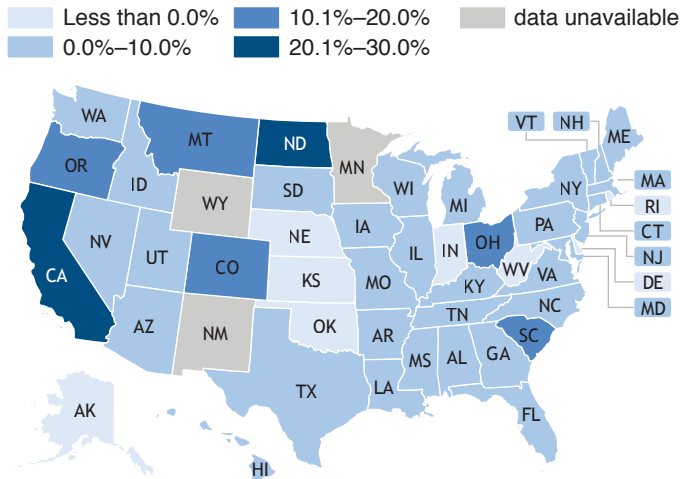 Less than 0.0% 10.1%–20.0% data unavailable
0.0%–10.0% 20.1%–30.0%
VT NH ME
WA
MT ND
MN
OR
ID SD WI NY MA
WY MI RI
IA PA CT
NE
NV OH NJ
IL IN
UT CO WV DE
CA KS MO VA
KY MD
NC
TN
OK
AZ NM AR SC
MS AL GA
LA
TX
AK
FL
HI